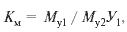 Kм = Mу1 / Mу2У1,